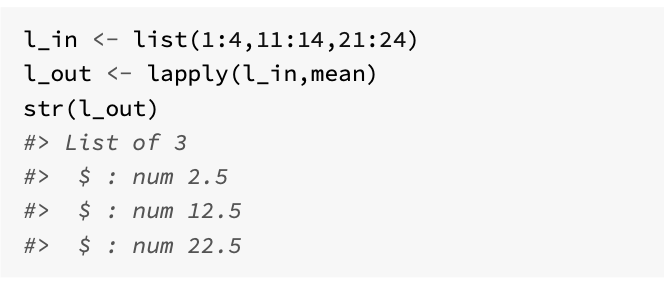 l_in <- list(1:4,11:14,21:24)
l_out <- lapply(l_in,mean)
str(l_out)
#> List of 3
#>  $ : num 2.5
#>  $ : num 12.5
#>  $ : num 22.5